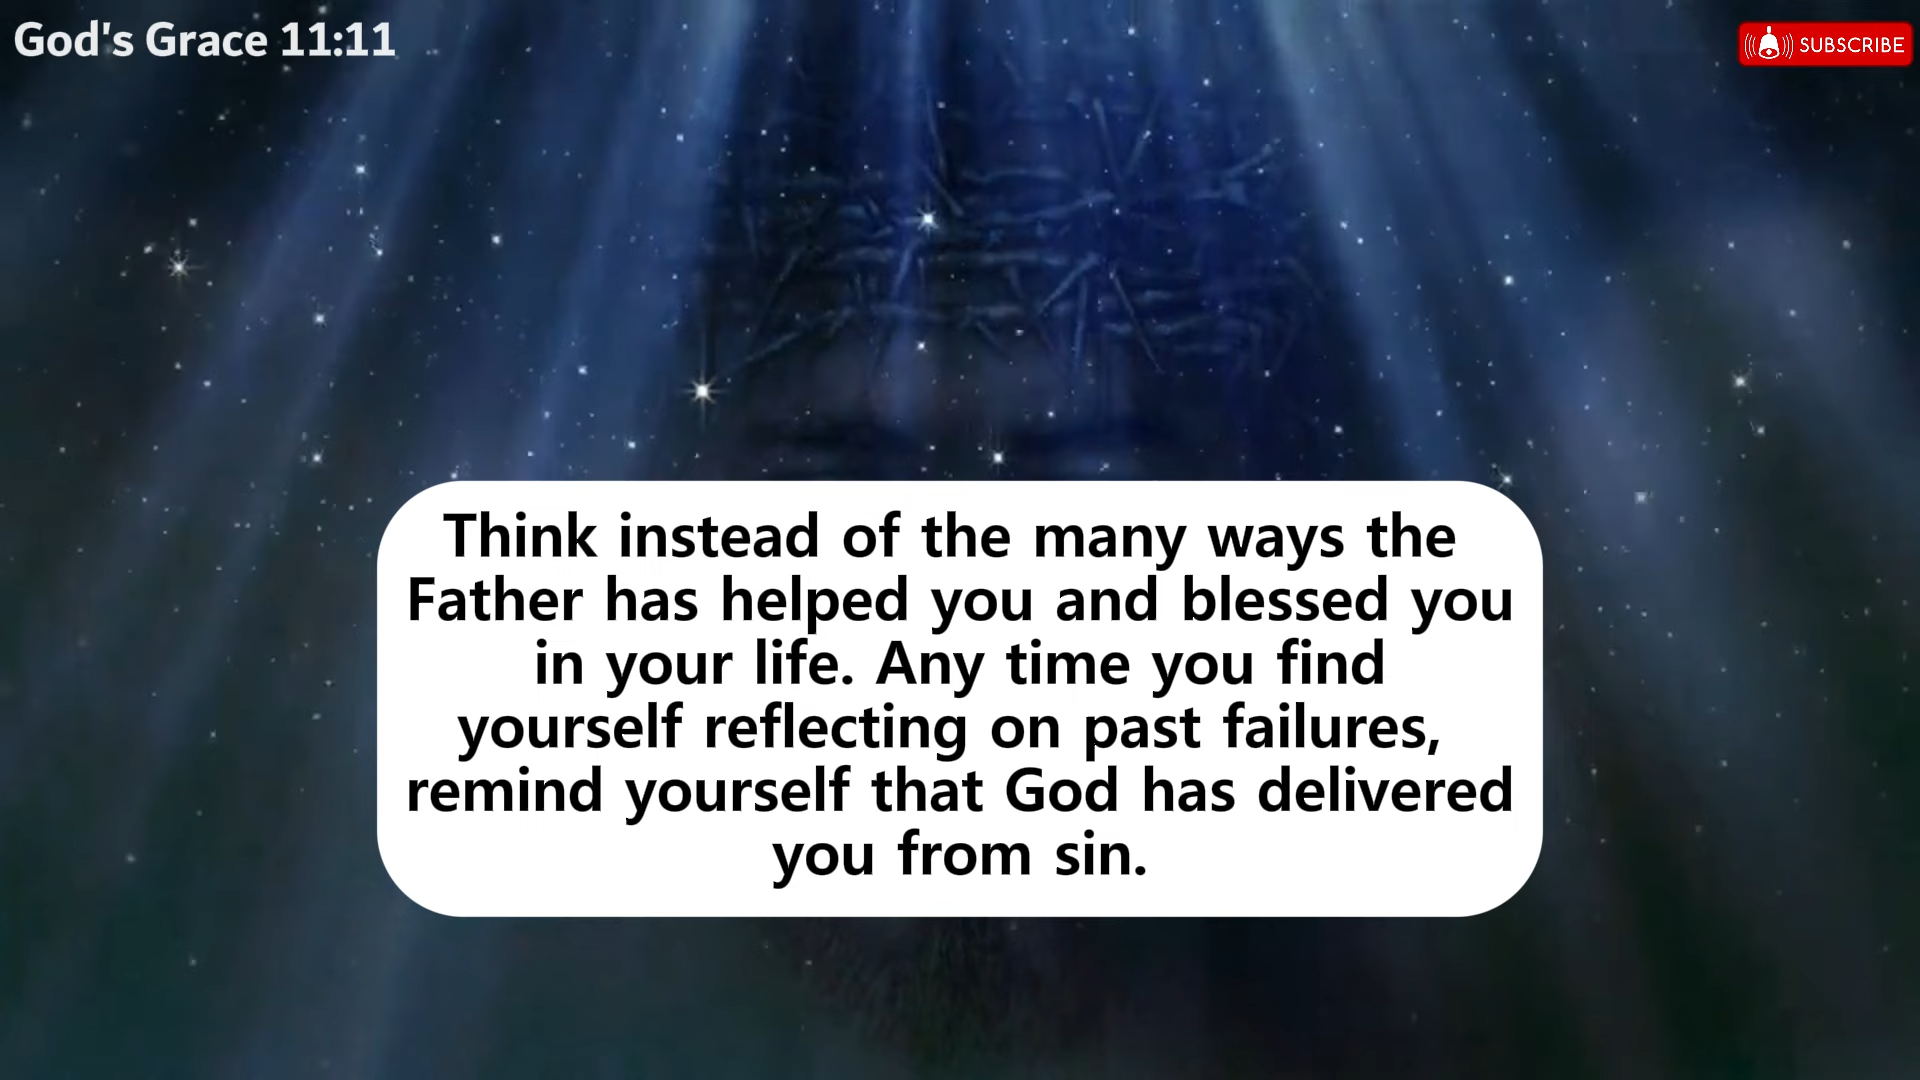 God's Grace 11:11
SUBSCRIBE
Think instead of the many ways the
Father has helped you and blessed you
in your life. Any time you find
yourself reflecting on past failures,
remind yourself that God has delivered
you from sin.